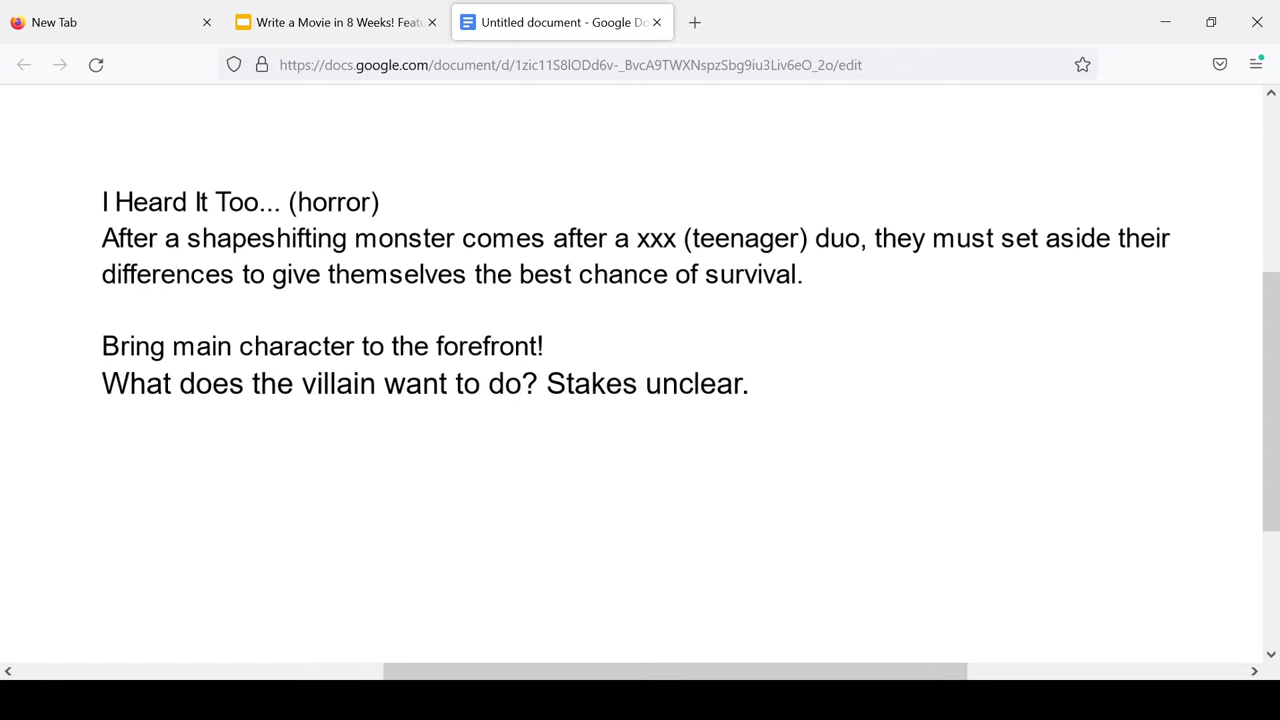 New Tab
Write a Movie in 8 Weeks! Featu
Untitled document - Google Do
https://docs.google.com/document/d/1zic11S8lODd6v-_BvcA9TWXNspzSbg9iu3Liv6eO_2o/edit
I Heard It Too... (horror)
After a shapeshifting monster comes after a xxx (teenager) duo, they must set aside their
differences to give themselves the best chance of survival.
Bring main character to the forefront!
What does the villain want to do? Stakes unclear.